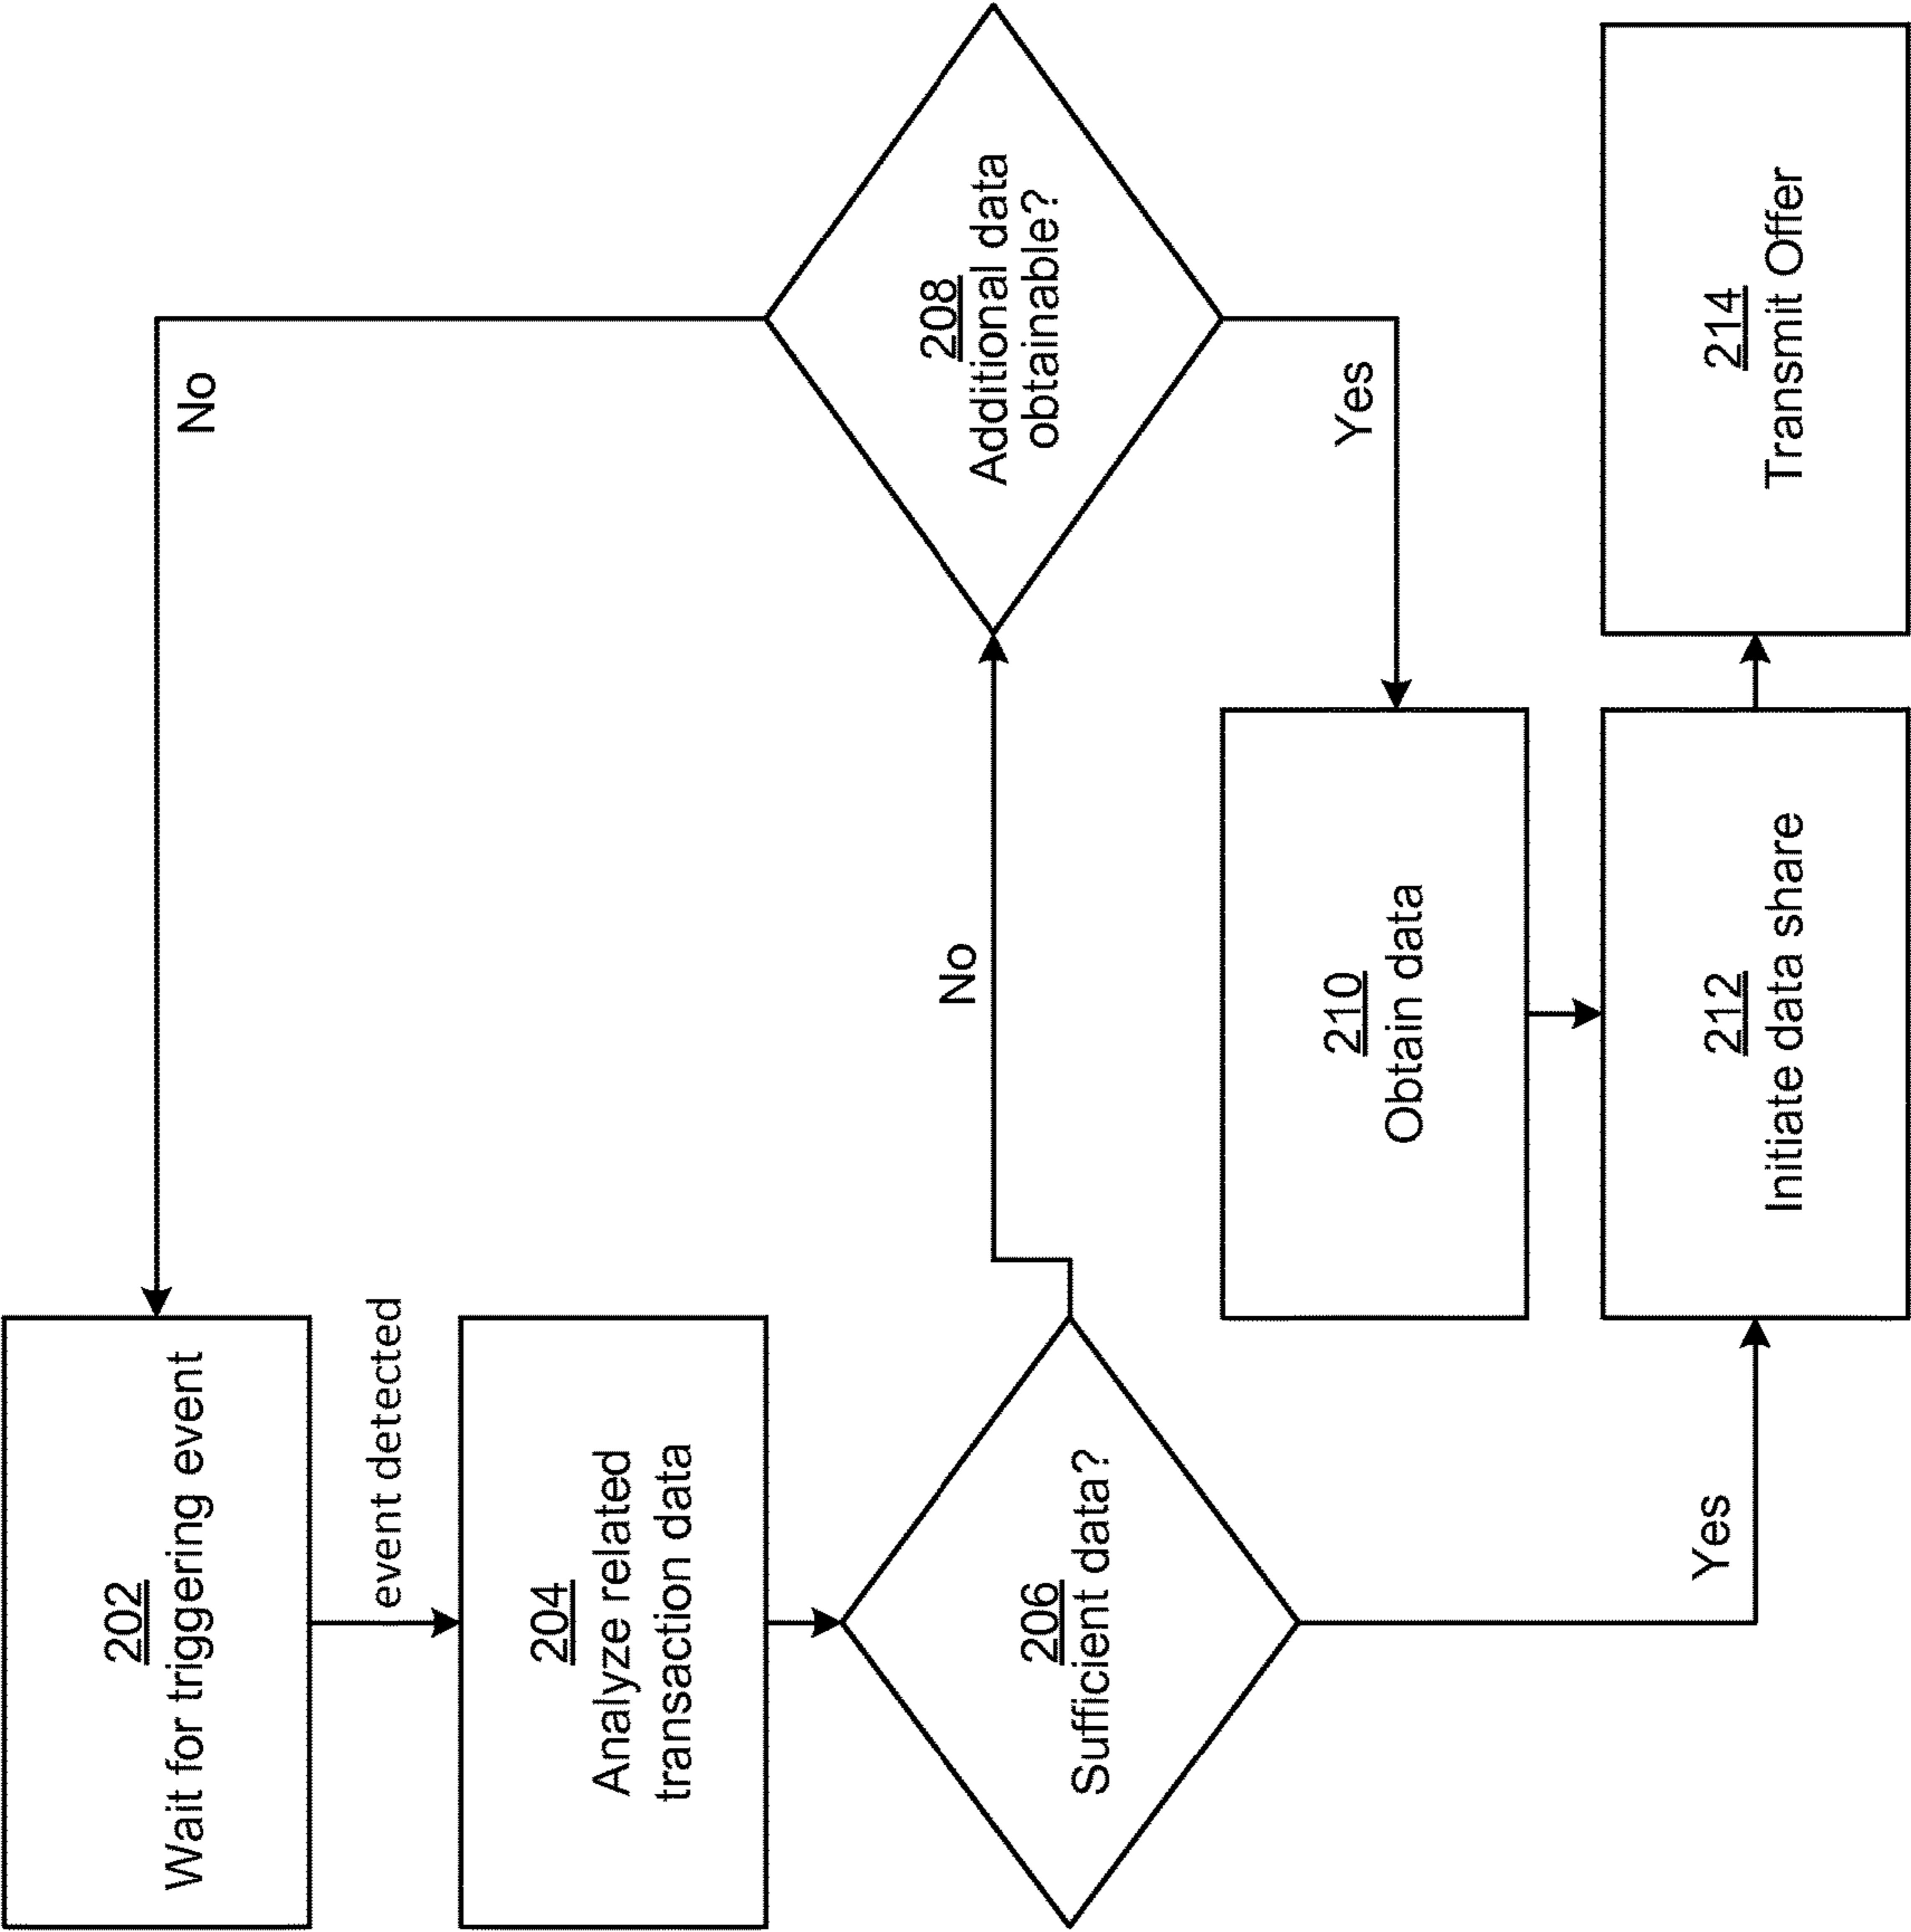 202
Wait for triggering event
event detected
204
Analyze related
transaction data
206
Sufficient data?
No
Yes
208
Additional data
obtainable?
No
Yes
210
Obtain data
212
Initiate data share
214
Transmit Offer